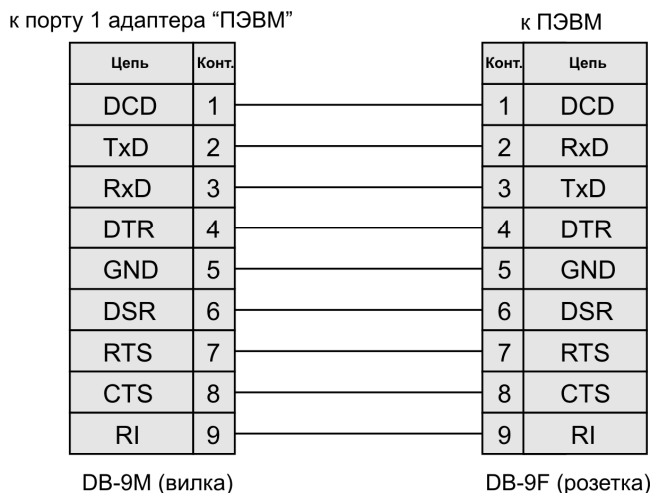 к порту 1 адаптера “ПЭВМ” к ПЭВМ
Цепь Конт. Конт. Цепь
DCD 1 1 DCD
TxD 2 2 RxD
RxD 3 3 TxD
DTR 4 4 DTR
GND 5 5 GND
DSR 6 6 DSR
RTS 7 7 RTS
CTS 8 8 CTS
RI 9 9 RI
DB-9M (вилка) DB-9F (розетка)